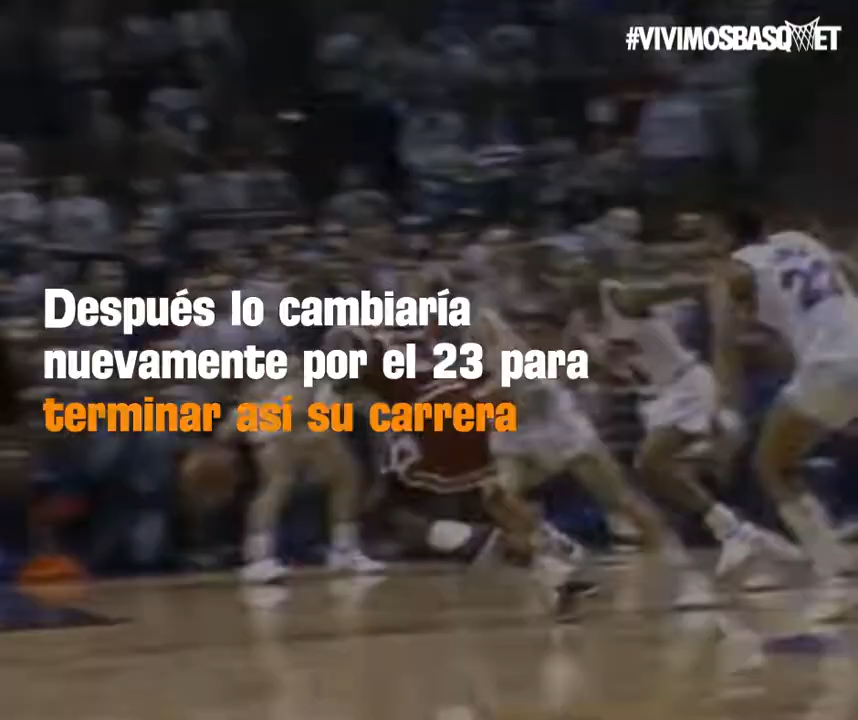 #VIVIMOSBASQUET
Después lo cambiaría
nuevamente por el 23 para
terminar así su carrera